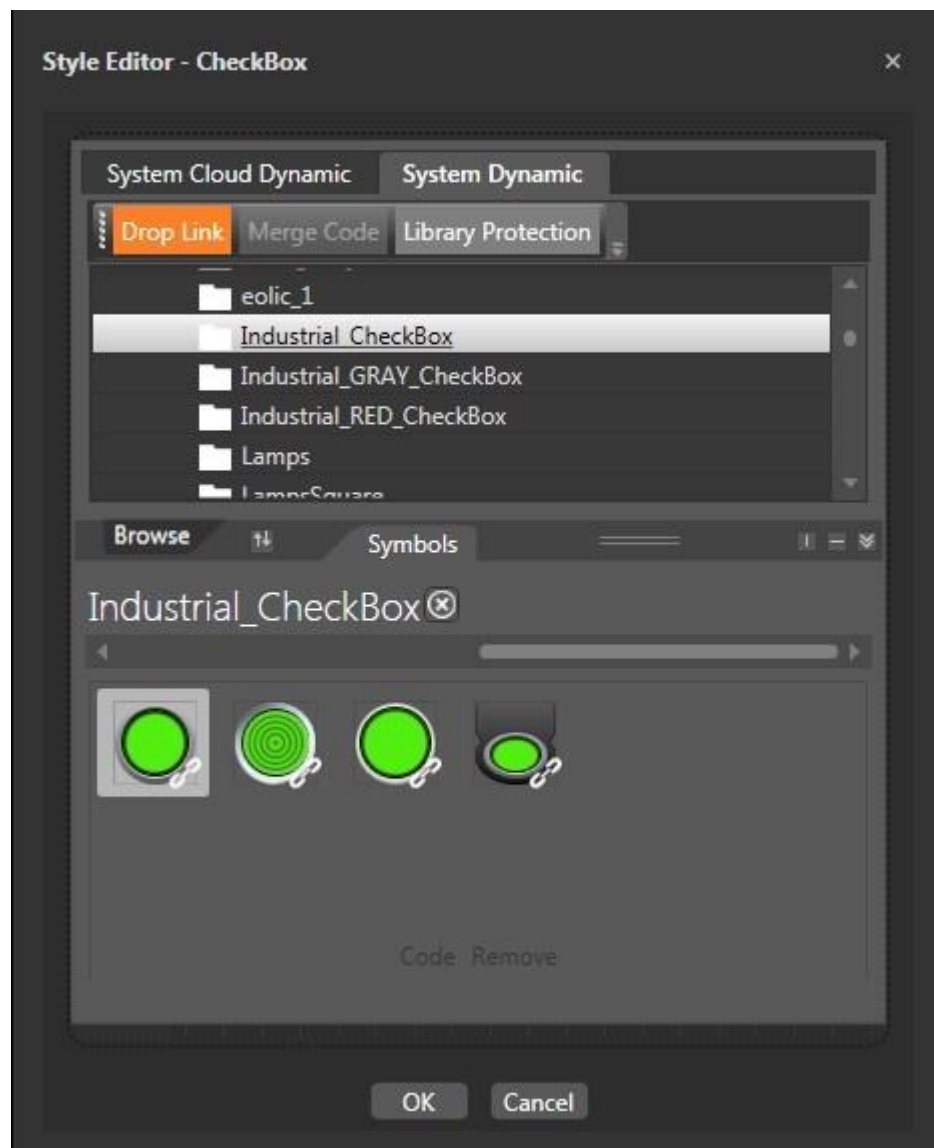 Style Editor - CheckBox
System Cloud Dynamic System Dynamic
Drop Link Merge Code Library Protection
eolic_1
Industrial_CheckBox
Industrial_GRAY_CheckBox
Industrial_RED_CheckBox
Lamps
LampsSquare
Browse Symbols
Industrial_CheckBox
Code Remove
OK Cancel